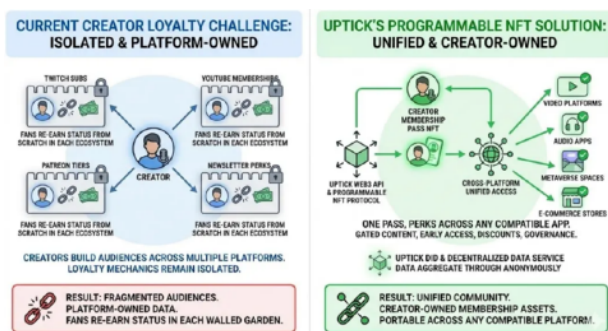 CURRENT CREATOR LOYALTY CHALLENGE:
ISOLATED & PLATFORM-OWNED
TWITCH SUBS
YOUTUBE MEMBERSHIPS
FANS RE-EARN STATUS FROM
SCRATCH IN EACH ECOSYSTEM
FANS RE-EARN STATUS FROM
SCRATCH IN EACH ECOSYSTEM
CREATOR
PATREON TIERS
NEWSLETTER PERKS
FANS RE-EARN STATUS FROM
SCRATCH IN EACH ECOSYSTEM
FANS RE-EARN STATUS FROM
SCRATCH IN EACH ECOSYSTEM
CREATORS BUILD AUDIENCES ACROSS MULTIPLE PLATFORMS.
LOYALTY MECHANICS REMAIN ISOLATED.
RESULT: FRAGMENTED AUDIENCES.
PLATFORM-OWNED DATA.
FANS RE-EARN STATUS IN EACH WALLED GARDEN.
UPTICK'S PROGRAMMABLE NFT SOLUTION:
UNIFIED & CREATOR-OWNED
CREATOR
MEMBERSHIP
PASS NFT
VIDEO PLATFORMS
AUDIO APPS
METAVERSE SPACES
E-COMMERCE STORES
UPTICK WEB3 API
& PROGRAMMABLE
NFT PROTOCOL
CROSS-PLATFORM
UNIFIED ACCESS
ONE PASS, PERKS ACROSS ANY COMPATIBLE APP.
GATED CONTENT, EARLY ACCESS, DISCOUNTS, GOVERNANCE.
UPTICK DID & DECENTRALIZED DATA SERVICE
DATA AGGREGATE THROUGH ANONYMOUSLY
RESULT: UNIFIED COMMUNITY.
CREATOR-OWNED MEMBERSHIP ASSETS.
PORTABLE ACROSS ANY COMPATIBLE PLATFORM.